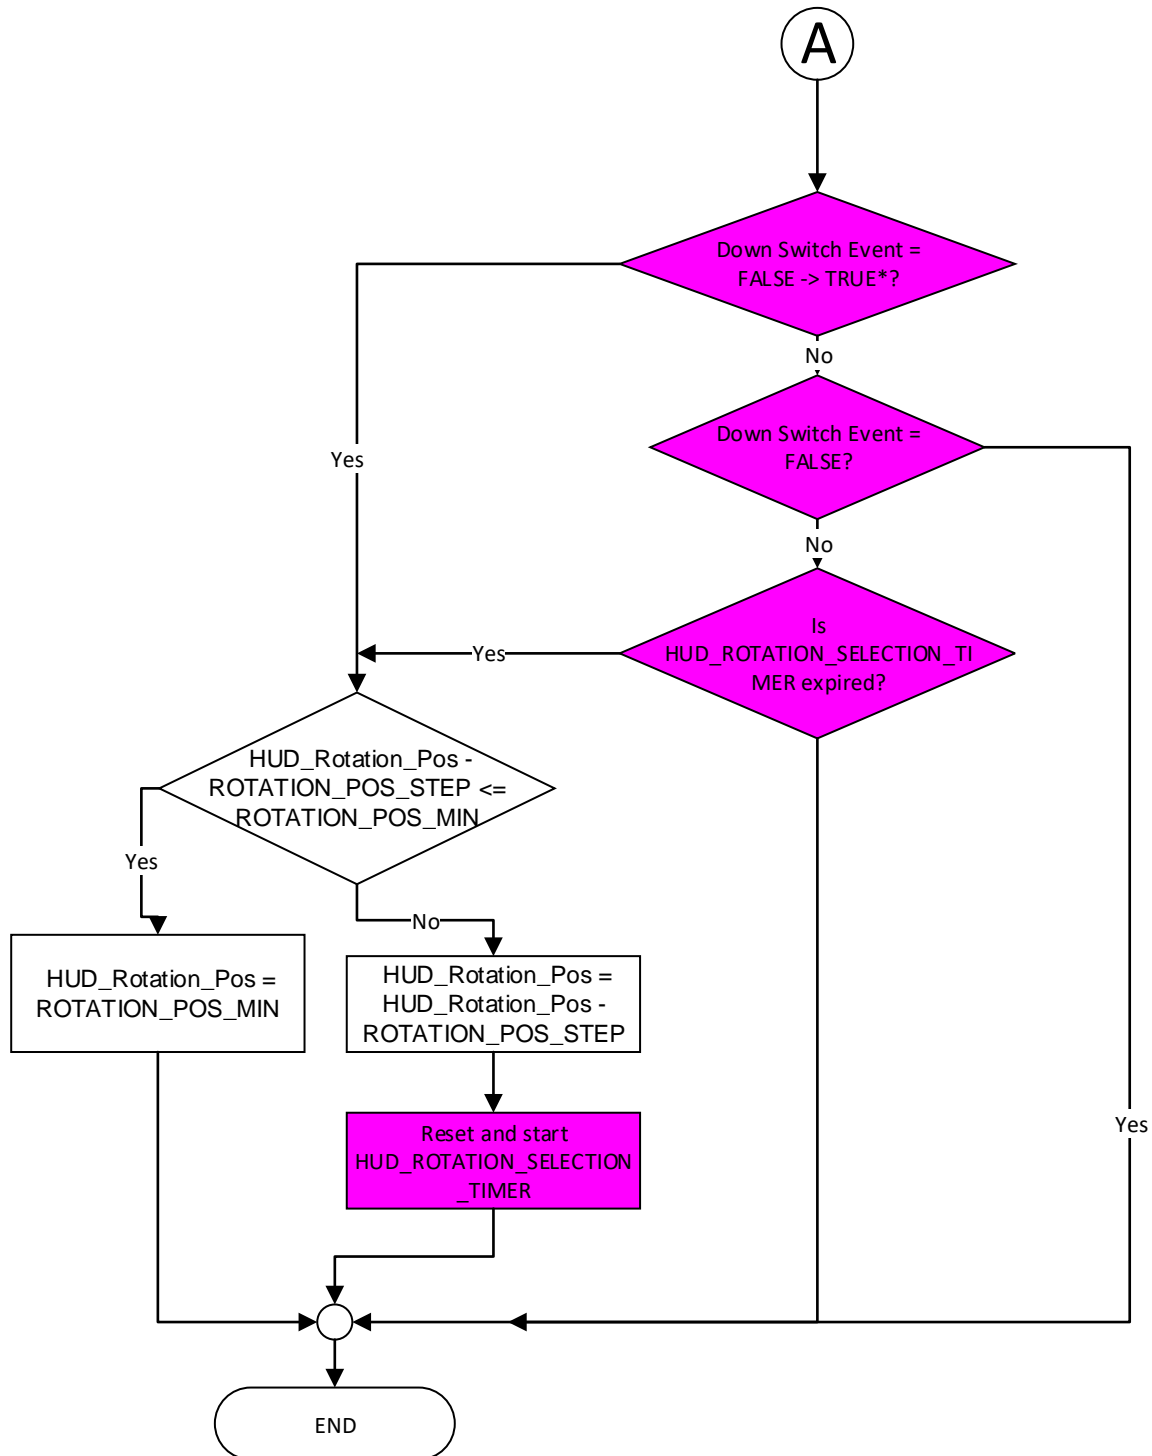 A
Down Switch Event =
FALSE -> TRUE*?
No
Down Switch Event =
FALSE?
Yes
No
Is
HUD_ROTATION_SELECTION_TI
MER expired?
Yes
HUD_Rotation_Pos -
ROTATION_POS_STEP <=
ROTATION_POS_MIN
Yes
No
HUD_Rotation_Pos =
ROTATION_POS_MIN
HUD_Rotation_Pos =
HUD_Rotation_Pos -
ROTATION_POS_STEP
Reset and start
HUD_ROTATION_SELECTION
_TIMER
Yes
END